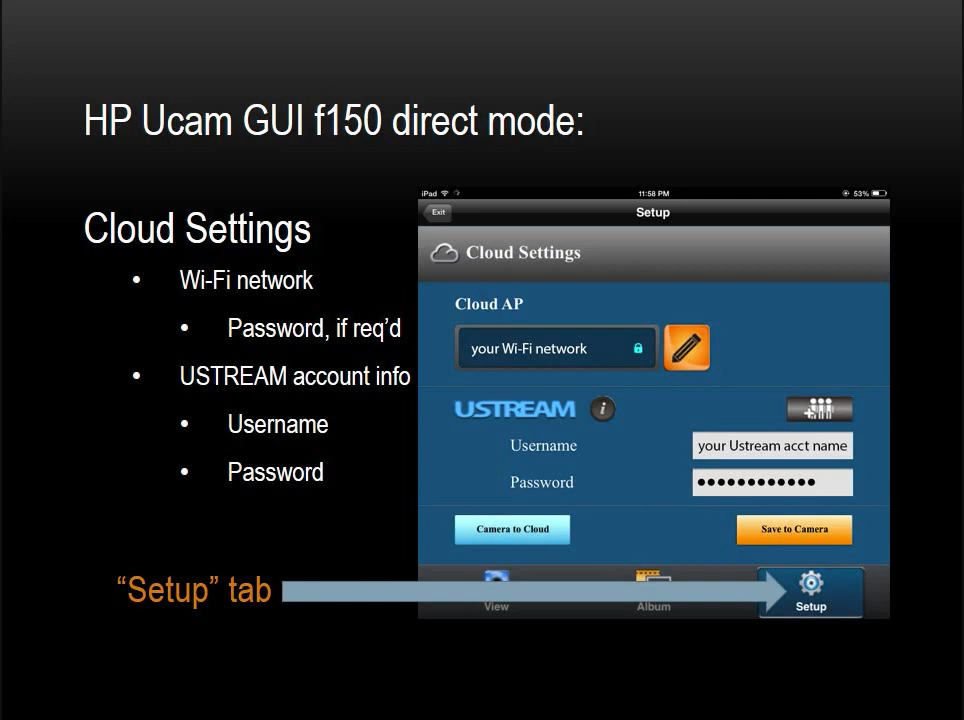 HP Ucam GUI f150 direct mode:
Cloud Settings
• Wi-Fi network
• Password, if req’d
• USTREAM account info
• Username
• Password
“Setup” tab
iPad 11:58 PM 53%
Exit Setup
Cloud Settings
Cloud AP
your Wi-Fi network
USTREAM i
Username your Ustream acct name
Password ••••••••••••
Camera to Cloud Save to Camera
View Album Setup